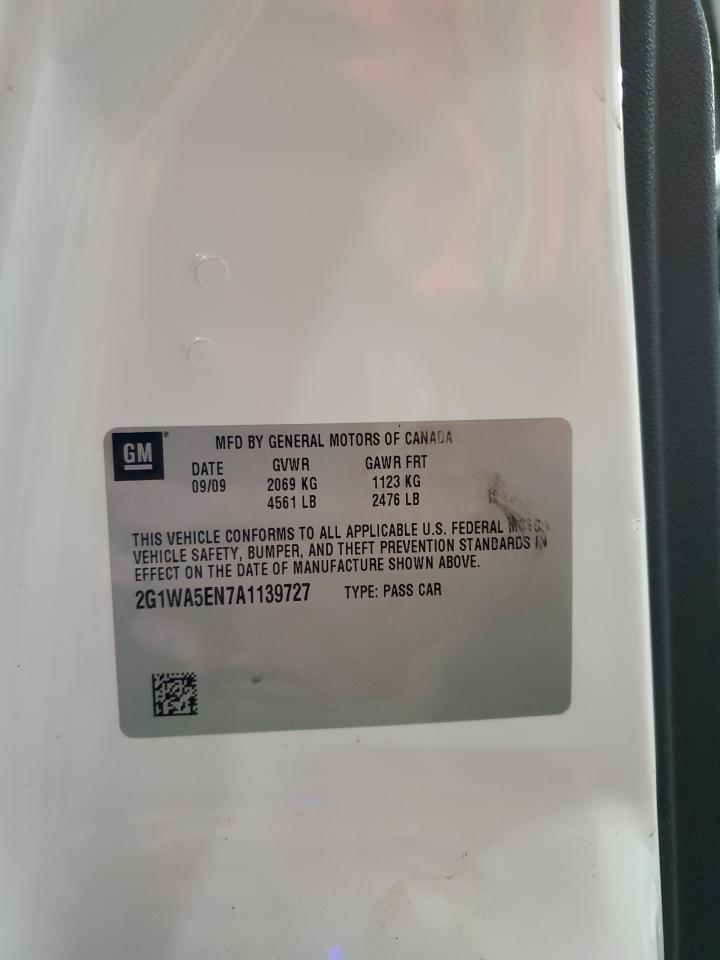 GM
MFD BY GENERAL MOTORS OF CANADA
DATE GVWR GAWR FRT
09/09 2069 KG 1123 KG
4561 LB 2476 LB
THIS VEHICLE CONFORMS TO ALL APPLICABLE U.S. FEDERAL
VEHICLE SAFETY, BUMPER, AND THEFT PREVENTION STANDARDS IN
EFFECT ON THE DATE OF MANUFACTURE SHOWN ABOVE.
2G1WA5EN7A1139727 TYPE: PASS CAR